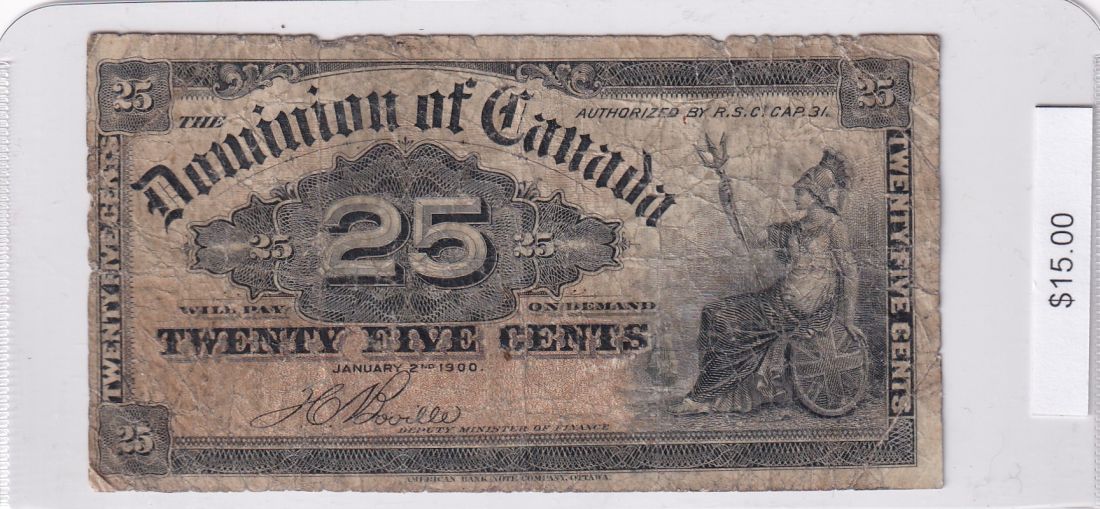 25 25
THE Dominion of Canada
AUTHORIZED BY R.S.C. CAP. 31.
25 25 25
WILL PAY ON DEMAND
TWENTY FIVE CENTS
JANUARY 2ND 1900.
H C Boville
DEPUTY MINISTER OF FINANCE
25
AMERICAN BANK NOTE COMPANY, OTTAWA.
TWENTY FIVE CENTS
TWENTY FIVE CENTS
$15.00